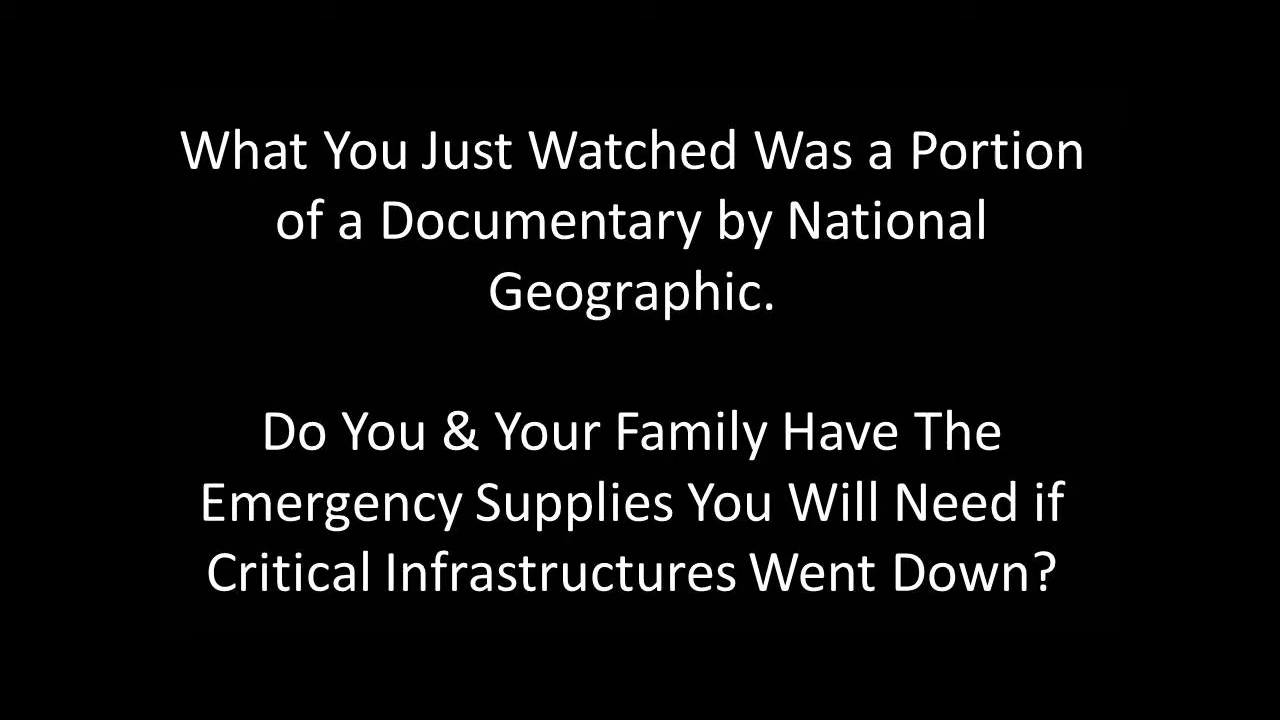 What You Just Watched Was a Portion
of a Documentary by National
Geographic.
Do You & Your Family Have The
Emergency Supplies You Will Need if
Critical Infrastructures Went Down?